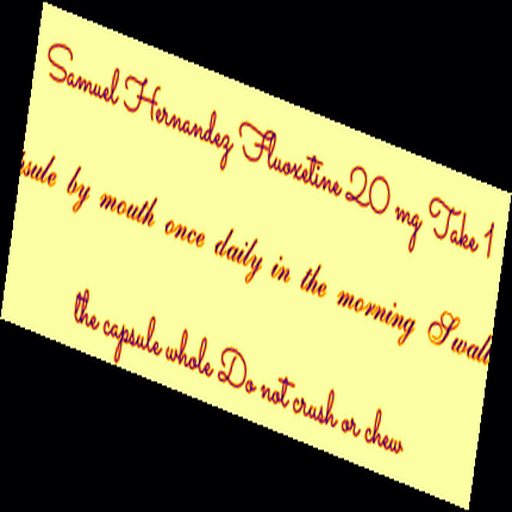 Samuel Hernandez Fluoxetine 20 mg Take 1
by mouth once daily in the morning
the capsule whole Do not crush or chew